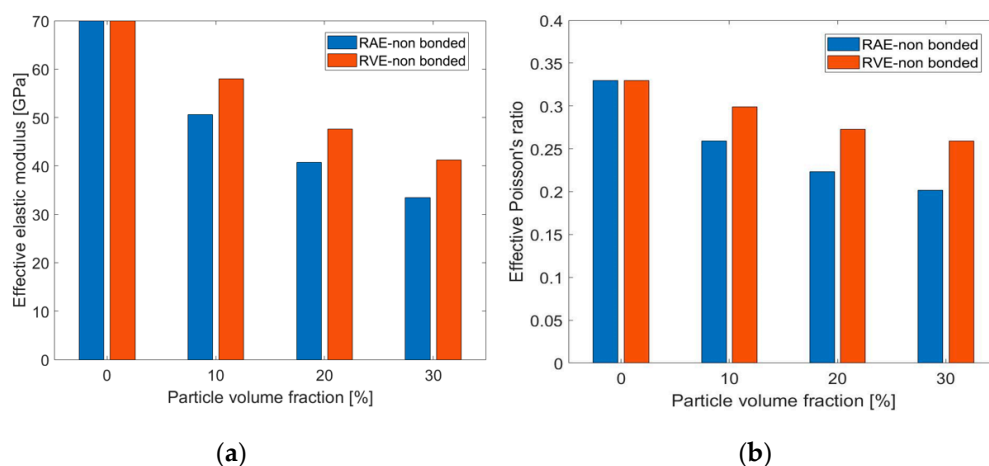 Effective elastic modulus [GPa]
70
60
50
40
30
20
10
0
RAE-non bonded
RVE-non bonded
0 10 20 30
Particle volume fraction [%]
(a)
Effective Poisson's ratio
0.4
0.35
0.3
0.25
0.2
0.15
0.1
0.05
0
RAE-non bonded
RVE-non bonded
0 10 20 30
Particle volume fraction [%]
(b)